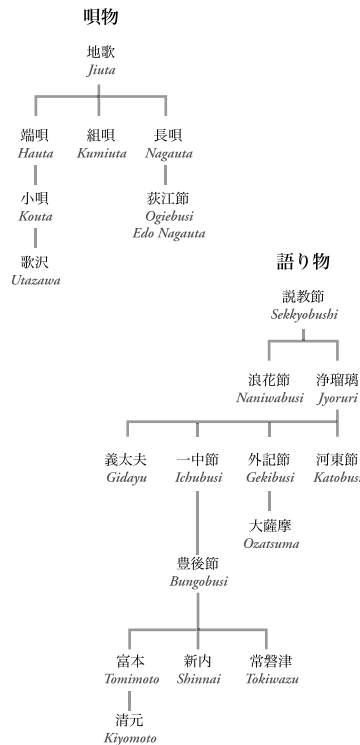 唄物
地歌
Jiuta
端唄
Hauta
組唄
Kumiuta
長唄
Nagauta
小唄
Kouta
荻江節
Ogiebusi
Edo Nagauta
歌沢
Utazawa
語り物
説教節
Sekkyobushi
浪花節
Naniwabusi
浄瑠璃
Jyoruri
義太夫
Gidayu
一中節
Ichubusi
外記節
Gekibusi
河東節
Katobus
大薩摩
Ozatsuma
豊後節
Bungobusi
富本
Tomimoto
新内
Shinnai
常磐津
Tokiwazu
清元
Kiyomoto